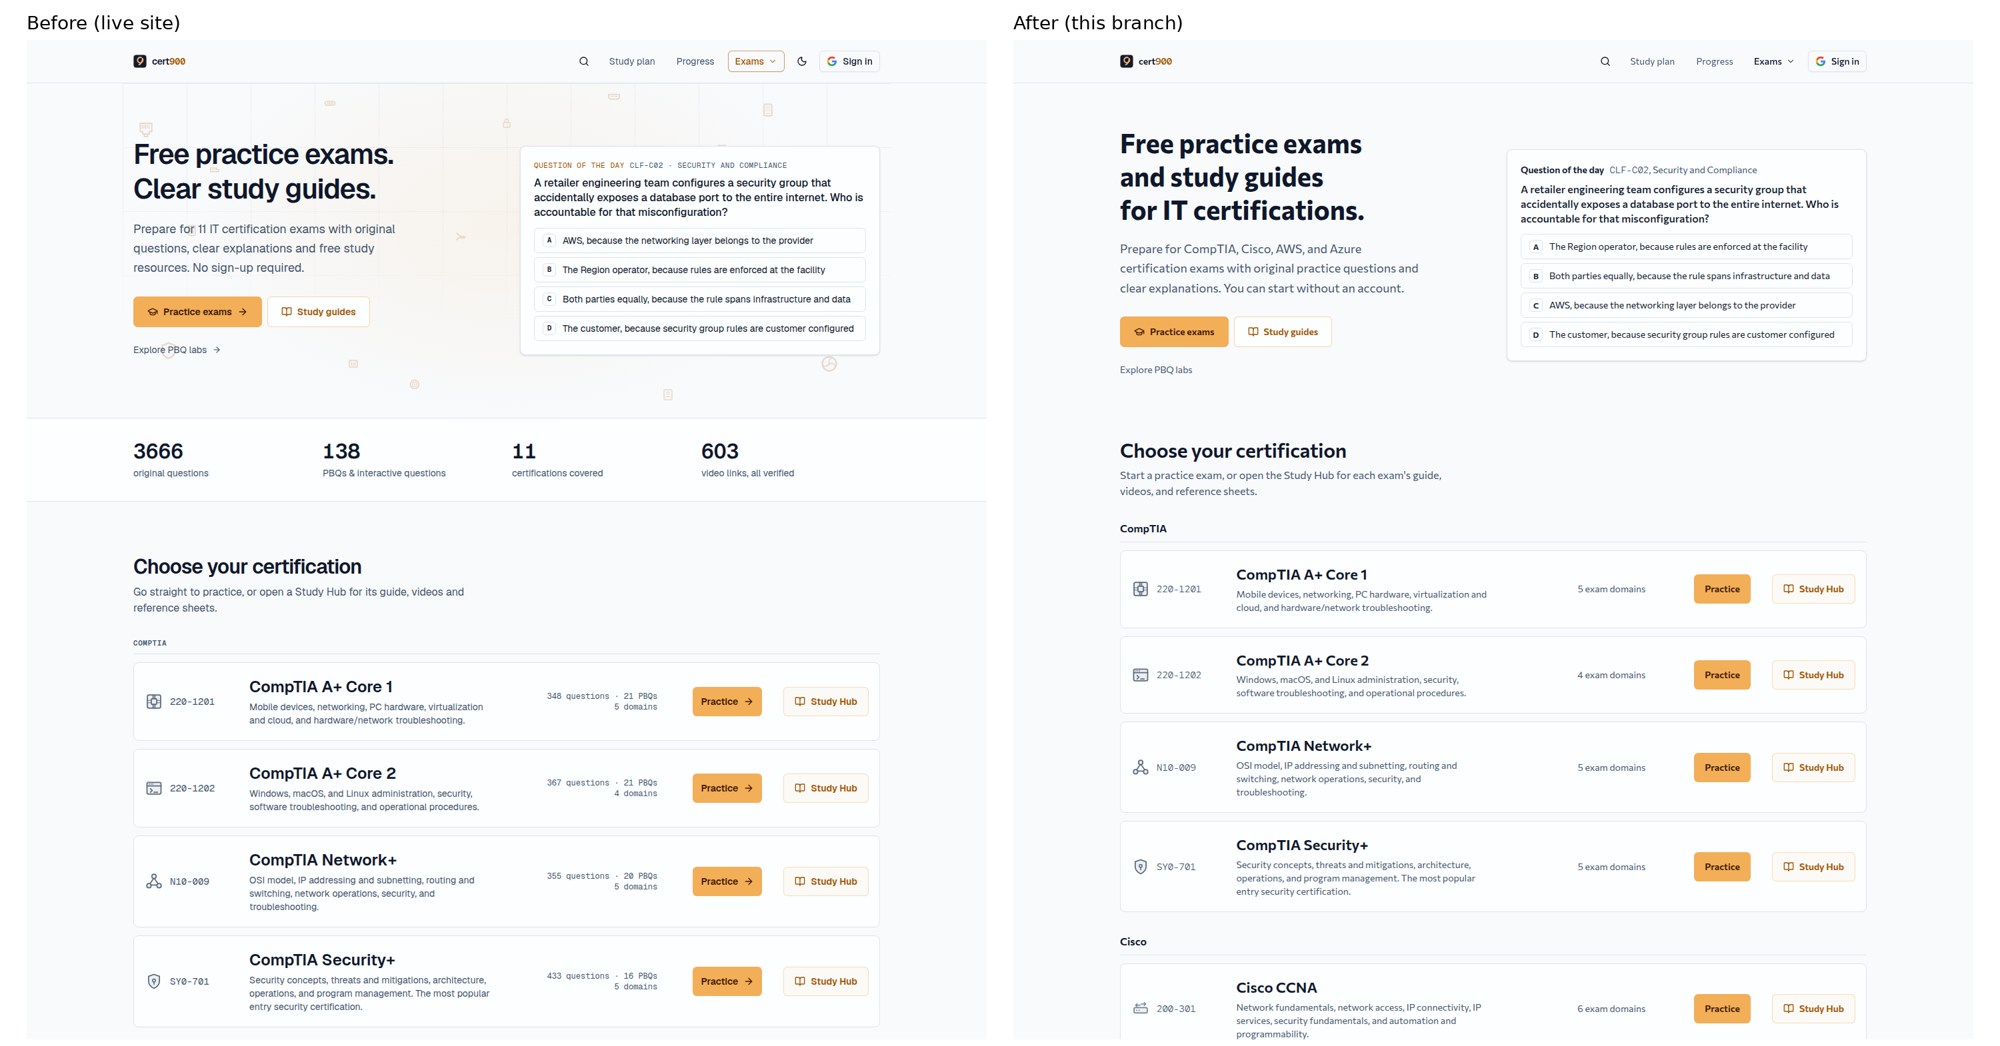 Before (live site)
cert900
Study plan
Progress
Exams
Sign in
Free practice exams.
Clear study guides.
Prepare for 11 IT certification exams with original
questions, clear explanations and free study
resources. No sign-up required.
Practice exams →
Study guides
Explore PBQ labs →
QUESTION OF THE DAY CLF-C02 · SECURITY AND COMPLIANCE
A retailer engineering team configures a security group that
accidentally exposes a database port to the entire internet. Who is
accountable for that misconfiguration?
A AWS, because the networking layer belongs to the provider
B The Region operator, because rules are enforced at the facility
C Both parties equally, because the rule spans infrastructure and data
D The customer, because security group rules are customer configured
3666
original questions
138
PBQs & interactive questions
11
certifications covered
603
video links, all verified
Choose your certification
Go straight to practice, or open a Study Hub for its guide, videos and
reference sheets.
COMPTIA
220-1201
CompTIA A+ Core 1
Mobile devices, networking, PC hardware, virtualization
and cloud, and hardware/network troubleshooting.
348 questions · 21 PBQs
5 domains
Practice →
Study Hub
220-1202
CompTIA A+ Core 2
Windows, macOS, and Linux administration, security,
software troubleshooting, and operational procedures.
367 questions · 21 PBQs
4 domains
Practice →
Study Hub
N10-009
CompTIA Network+
OSI model, IP addressing and subnetting, routing and
switching, network operations, security, and
troubleshooting.
355 questions · 20 PBQs
5 domains
Practice →
Study Hub
SY0-701
CompTIA Security+
Security concepts, threats and mitigations, architecture,
operations, and program management. The most popular
entry security certification.
433 questions · 16 PBQs
5 domains
Practice →
Study Hub
After (this branch)
cert900
Study plan
Progress
Exams
Sign in
Free practice exams
and study guides
for IT certifications.
Prepare for CompTIA, Cisco, AWS, and Azure
certification exams with original practice questions and
clear explanations. You can start without an account.
Practice exams
Study guides
Explore PBQ labs
Question of the day CLF-C02, Security and Compliance
A retailer engineering team configures a security group that
accidentally exposes a database port to the entire internet. Who is
accountable for that misconfiguration?
A The Region operator, because rules are enforced at the facility
B Both parties equally, because the rule spans infrastructure and data
C AWS, because the networking layer belongs to the provider
D The customer, because security group rules are customer configured
Choose your certification
Start a practice exam, or open the Study Hub for each exam's guide,
videos, and reference sheets.
CompTIA
220-1201
CompTIA A+ Core 1
Mobile devices, networking, PC hardware, virtualization and
cloud, and hardware/network troubleshooting.
5 exam domains
Practice
Study Hub
220-1202
CompTIA A+ Core 2
Windows, macOS, and Linux administration, security,
software troubleshooting, and operational procedures.
4 exam domains
Practice
Study Hub
N10-009
CompTIA Network+
OSI model, IP addressing and subnetting, routing and
switching, network operations, security, and
troubleshooting.
5 exam domains
Practice
Study Hub
SY0-701
CompTIA Security+
Security concepts, threats and mitigations, architecture,
operations, and program management. The most popular
entry security certification.
5 exam domains
Practice
Study Hub
Cisco
200-301
Cisco CCNA
Network fundamentals, network access, IP connectivity, IP
services, security fundamentals, and automation and
programmability.
6 exam domains
Practice
Study Hub